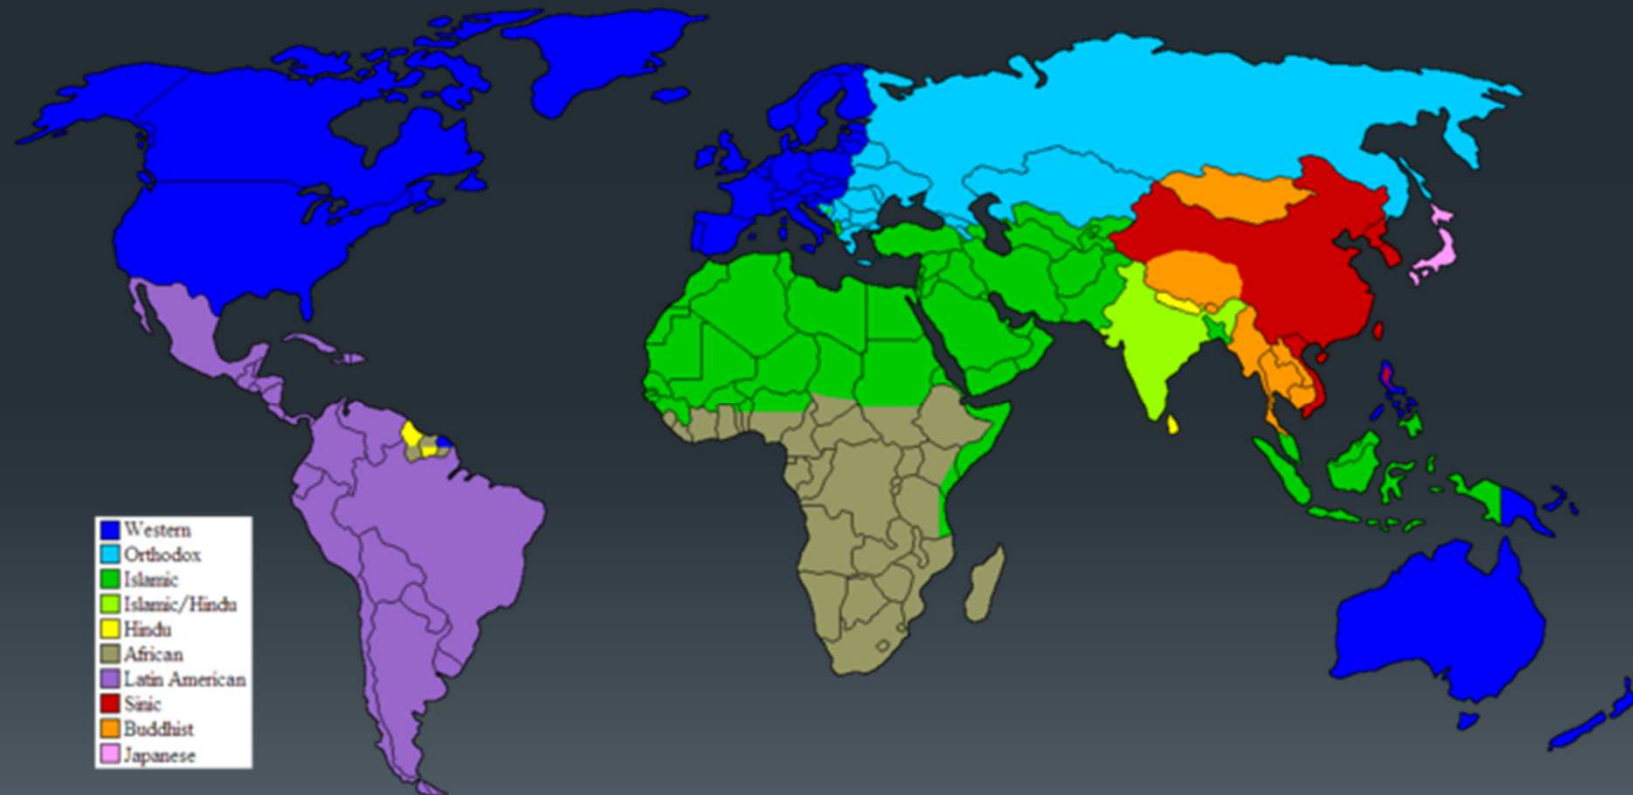 Western
Orthodox
Islamic
Islamic/Hindu
Hindu
African
Latin American
Sinic
Buddhist
Japanese